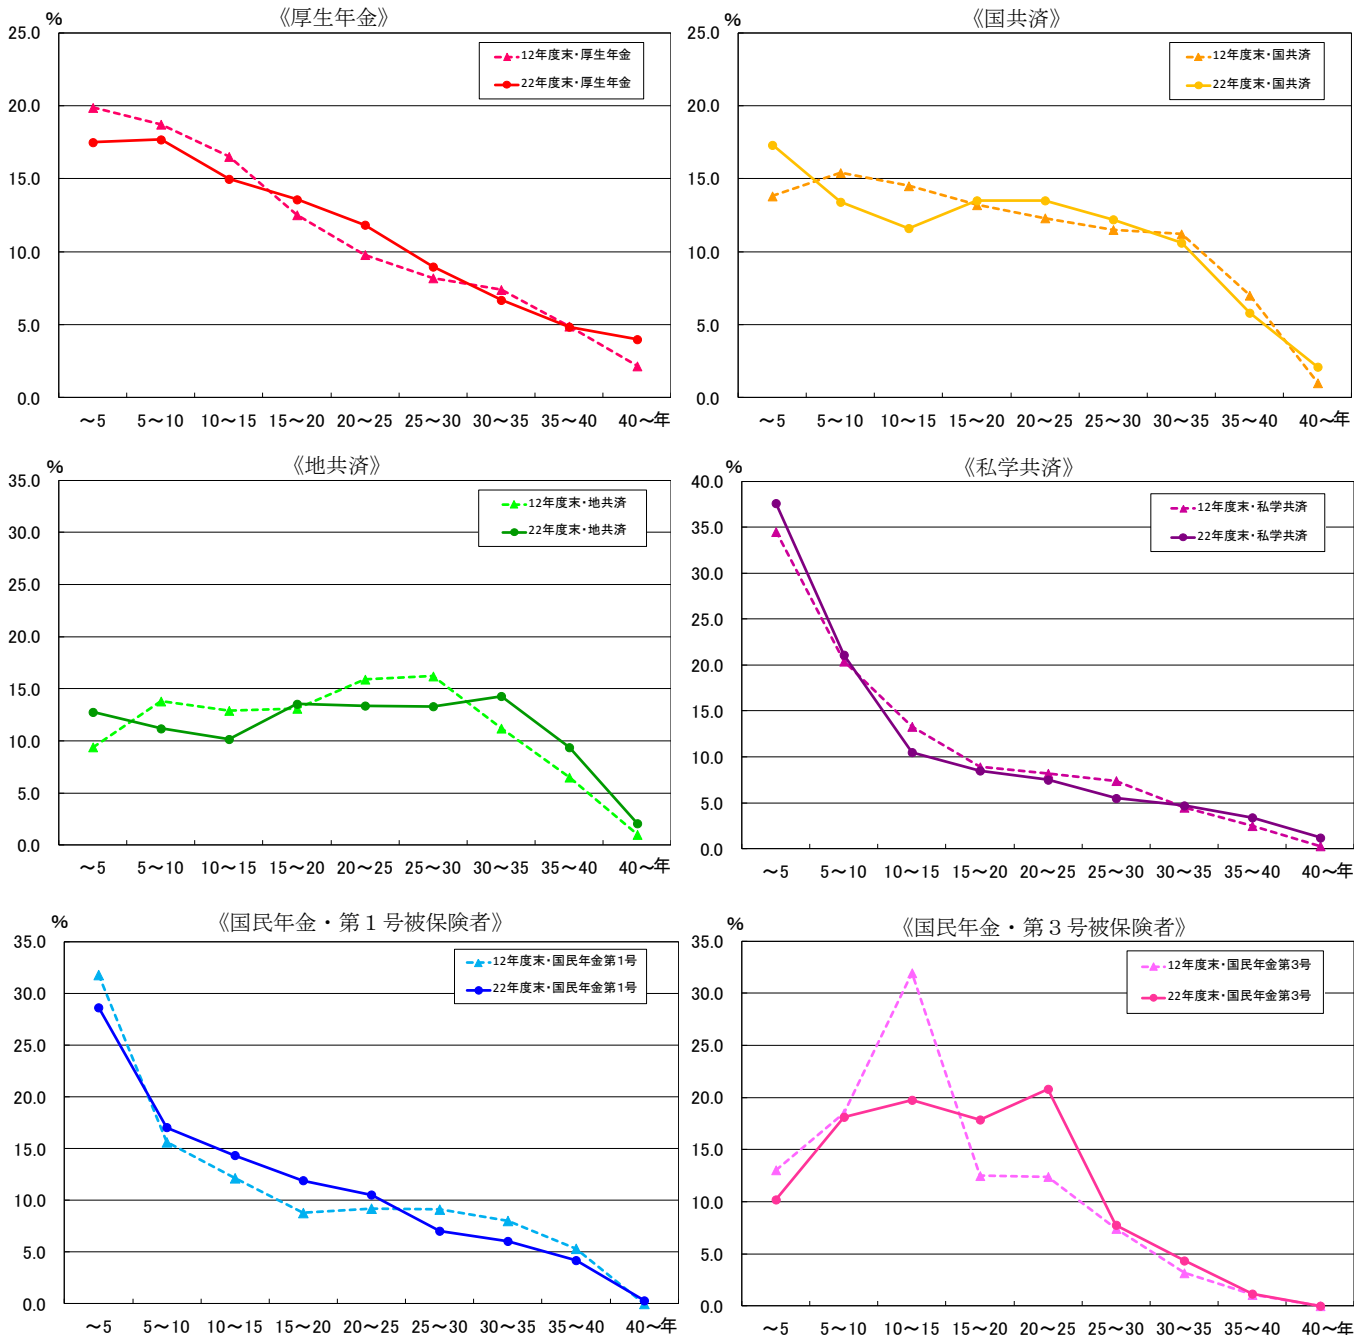 《厚生年金》
%
25.0
20.0
15.0
10.0
5.0
0.0
12年度末・厚生年金
22年度末・厚生年金
～5 5～10 10～15 15～20 20～25 25～30 30～35 35～40 40～年
《国共済》
%
25.0
20.0
15.0
10.0
5.0
0.0
12年度末・国共済
22年度末・国共済
～5 5～10 10～15 15～20 20～25 25～30 30～35 35～40 40～年
《地共済》
%
35.0
30.0
25.0
20.0
15.0
10.0
5.0
0.0
12年度末・地共済
22年度末・地共済
～5 5～10 10～15 15～20 20～25 25～30 30～35 35～40 40～年
《私学共済》
%
40.0
35.0
30.0
25.0
20.0
15.0
10.0
5.0
0.0
12年度末・私学共済
22年度末・私学共済
～5 5～10 10～15 15～20 20～25 25～30 30～35 35～40 40～年
《国民年金・第１号被保険者》
%
35.0
30.0
25.0
20.0
15.0
10.0
5.0
0.0
12年度末・国民年金第1号
22年度末・国民年金第1号
～5 5～10 10～15 15～20 20～25 25～30 30～35 35～40 40～年
《国民年金・第３号被保険者》
%
35.0
30.0
25.0
20.0
15.0
10.0
5.0
0.0
12年度末・国民年金第3号
22年度末・国民年金第3号
～5 5～10 10～15 15～20 20～25 25～30 30～35 35～40 40～年